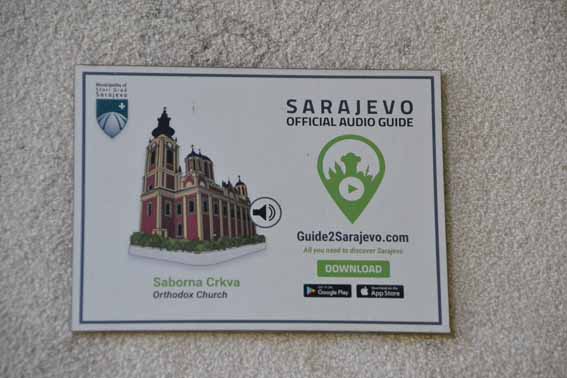 Municipality of
Stari Grad
Sarajevo
SARAJEVO
OFFICIAL AUDIO GUIDE
Guide2Sarajevo.com
All you need to discover Sarajevo
DOWNLOAD
Google Play
App Store
Saborna Crkva
Orthodox Church